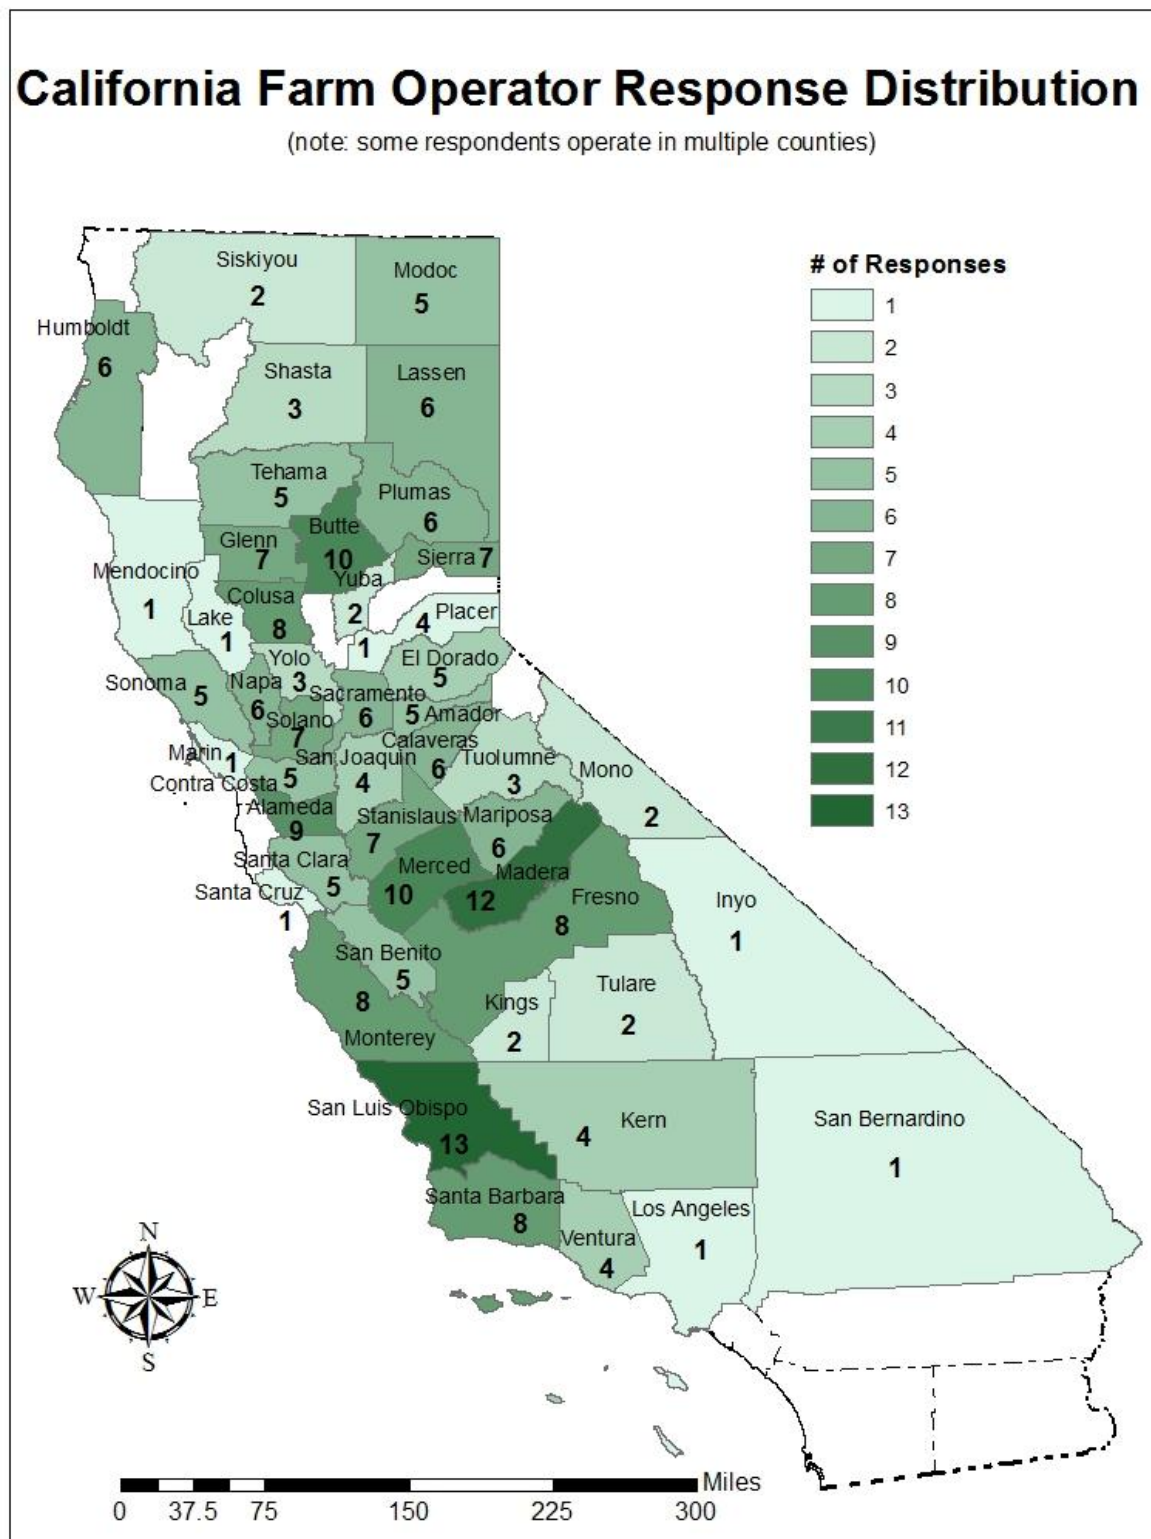 California Farm Operator Response Distribution
(note: some respondents operate in multiple counties)
# of Responses
1
2
3
4
5
6
7
8
9
10
11
12
13
Siskiyou
2
Modoc
5
Humboldt
6
Shasta
3
Lassen
6
Tehama
5
Plumas
6
Butte
10
Glenn
7
Sierra 7
Mendocino
1
Yuba
2
Colusa
8
Lake
1
Placer
4
1
Yolo
3
El Dorado
5
Sonoma
5
Napa
6
Sacramento
6
Solano
7
5 Amador
Calaveras
6
Marin
1
San Joaquin
4
Tuolumne
3
Mono
2
Contra Costa
5
Alameda
9
Stanislaus
7
Mariposa
6
Santa Clara
5
Merced
10
Madera
12
Santa Cruz
1
Fresno
8
Inyo
1
San Benito
5
Monterey
8
Kings
2
Tulare
2
San Luis Obispo
13
Kern
4
San Bernardino
1
Santa Barbara
8
Ventura
4
Los Angeles
1
N
W
E
S
Miles
0 37.5 75 150 225 300